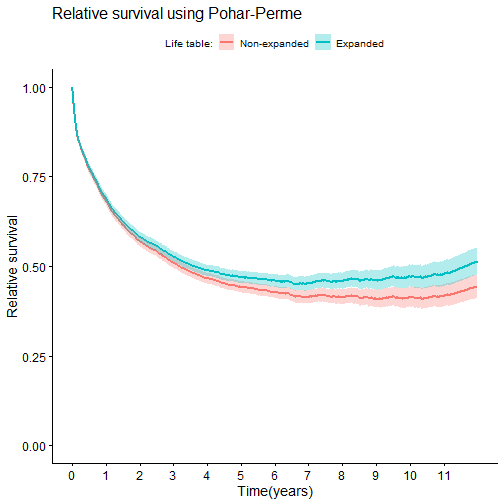 Relative survival using Pohar-Perme
Life table: Non-expanded Expanded
Relative survival
1.00
0.75
0.50
0.25
0.00
0 1 2 3 4 5 6 7 8 9 10 11
Time(years)